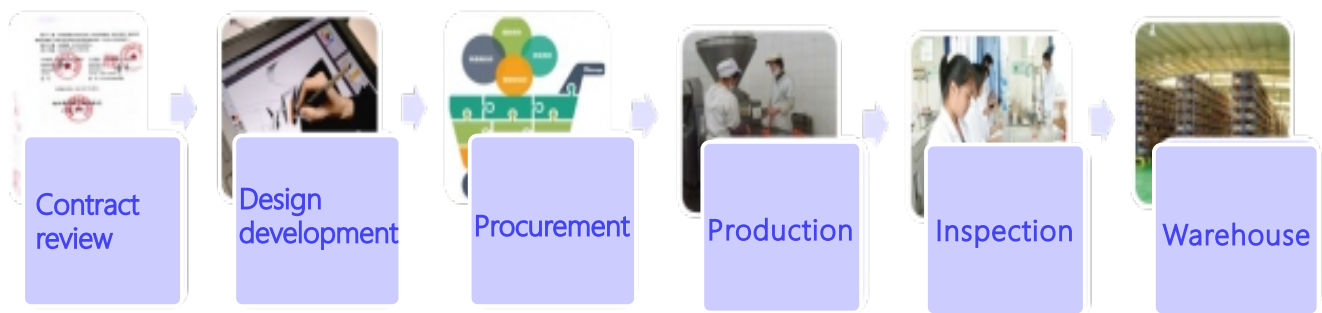 Contract
review
Design
development
Procurement
Production
Inspection
Warehouse